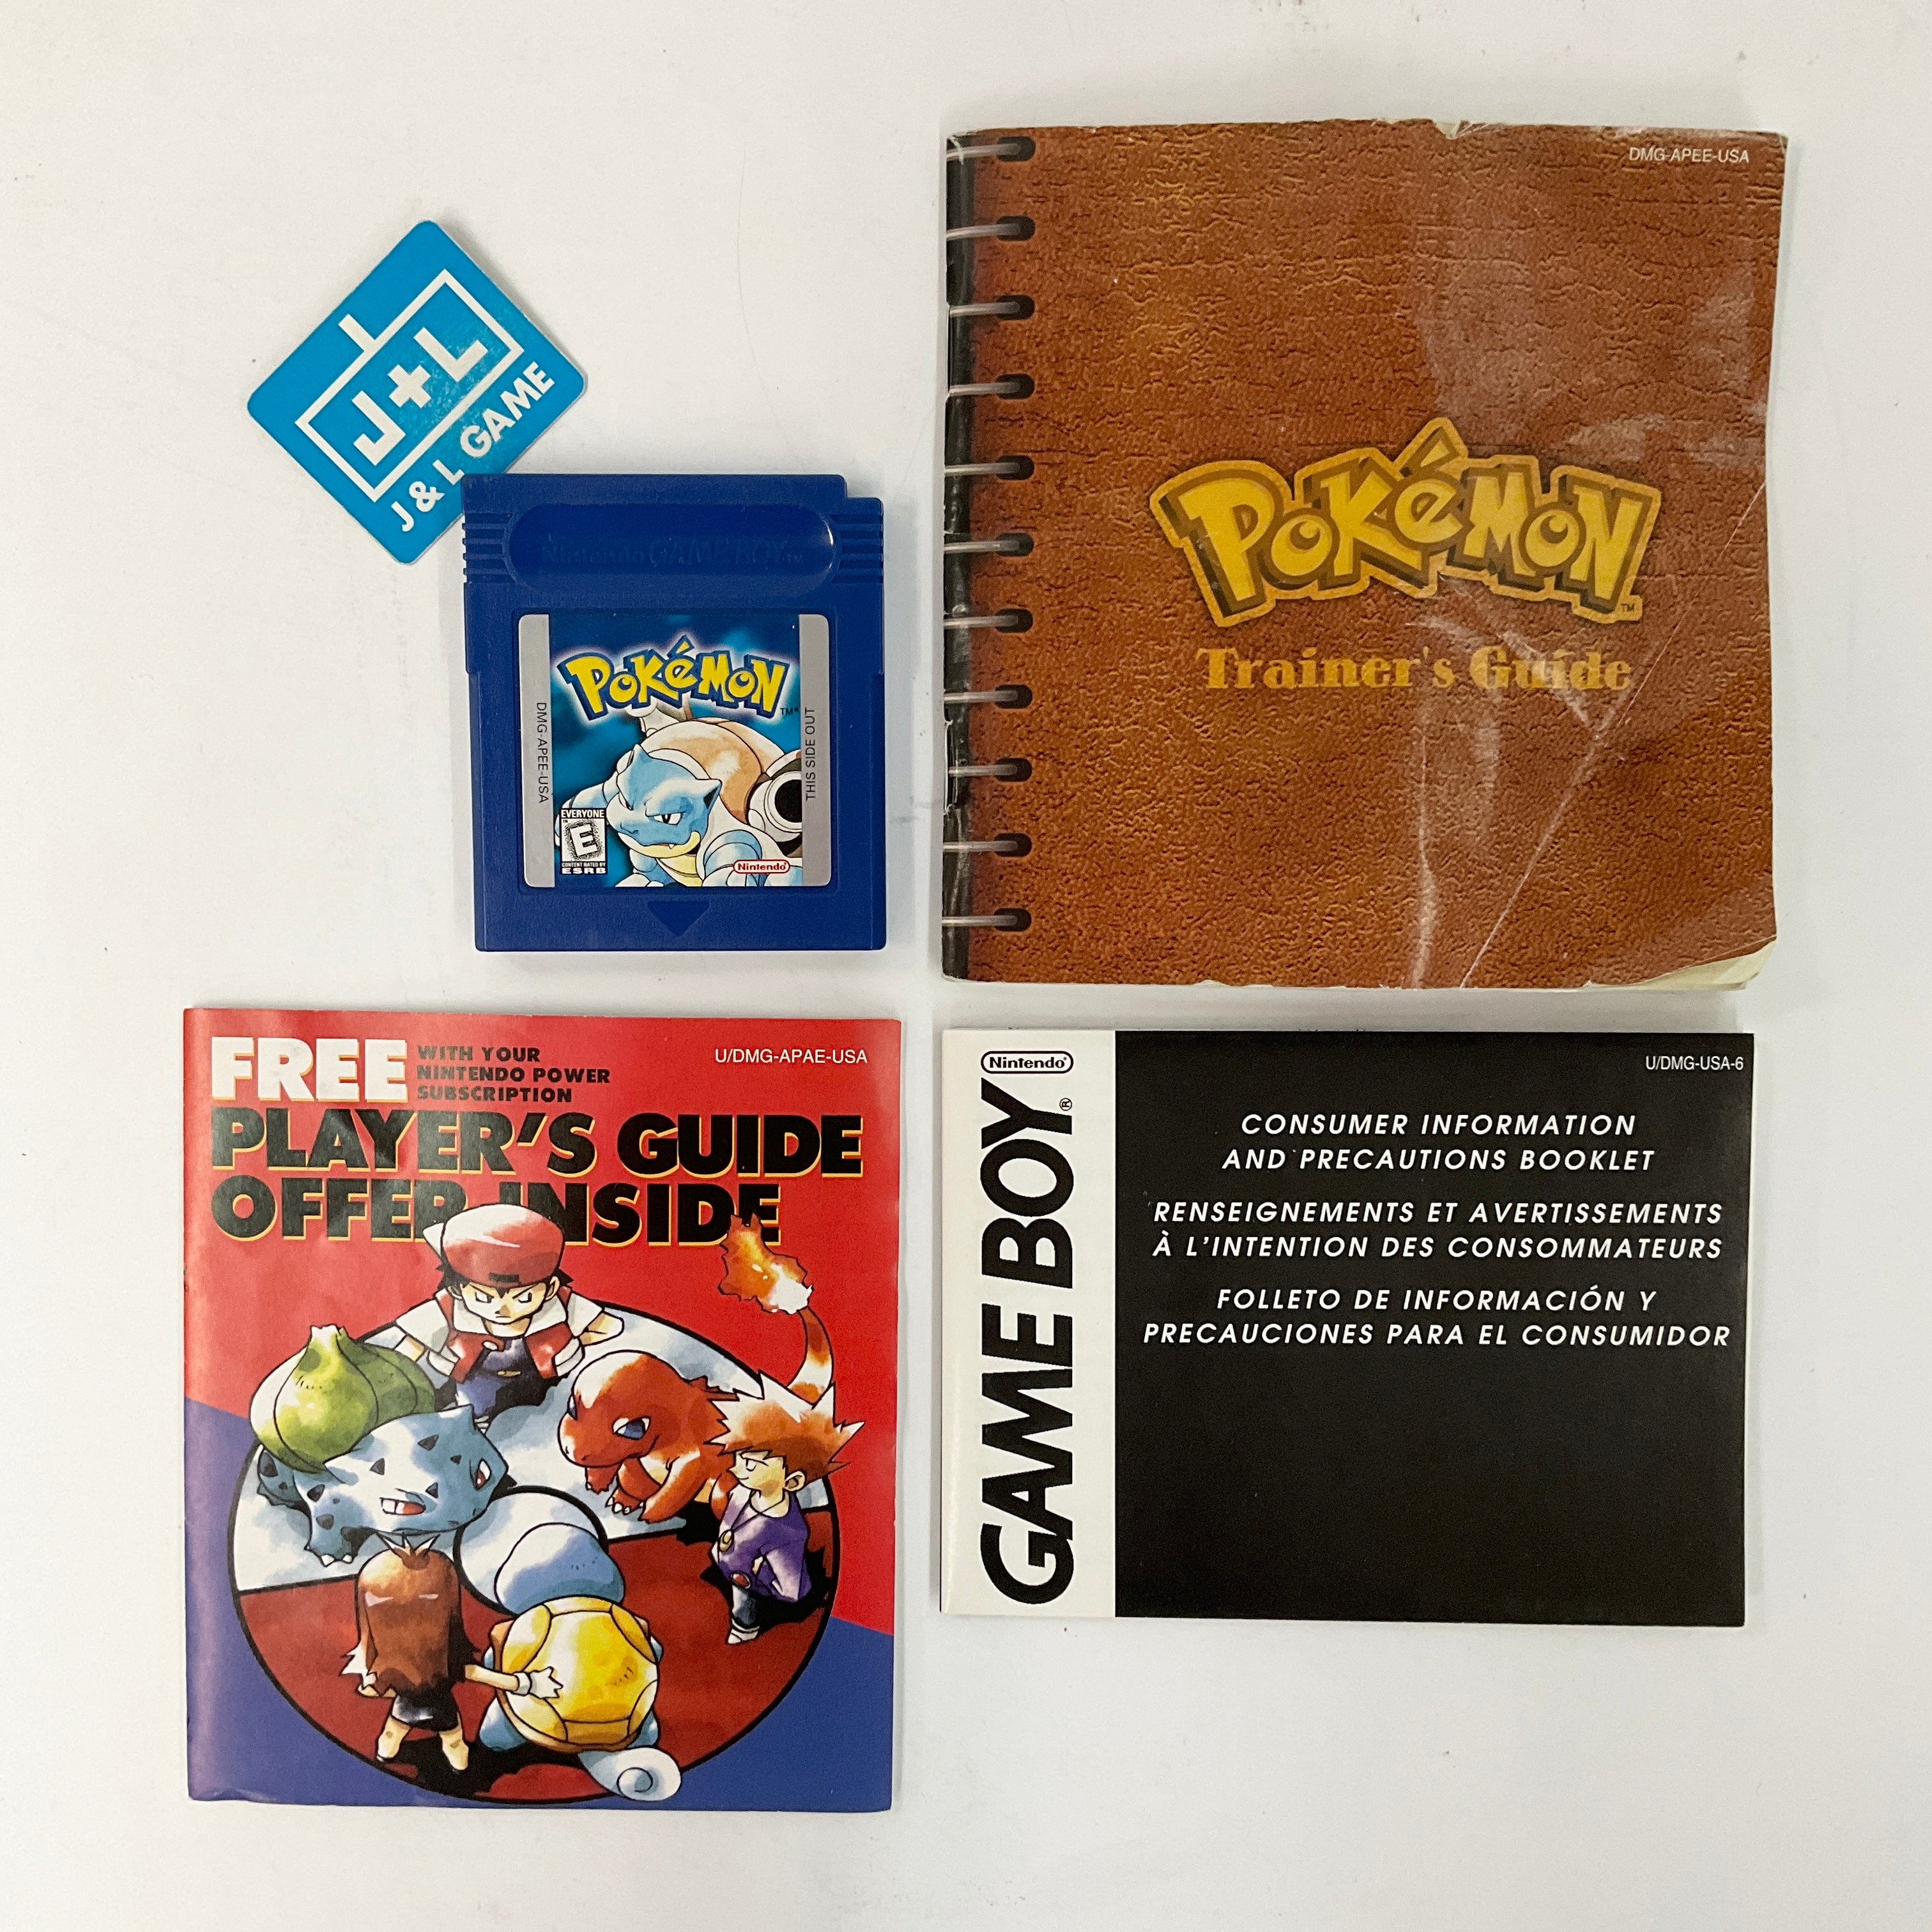 J+L
J & L GAME
Nintendo GAME BOY™
POKéMON
TM*
DMG-APEE-USA
THIS SIDE OUT
EVERYONE
E
CONTENT RATED BY
ESRB
Nintendo®
DMG-APEE-USA
POKéMON
TM
Trainer's Guide
FREE WITH YOUR
NINTENDO POWER
SUBSCRIPTION
U/DMG-APAE-USA
PLAYER'S GUIDE
OFFER INSIDE
Nintendo®
GAME BOY®
U/DMG-USA-6
CONSUMER INFORMATION
AND PRECAUTIONS BOOKLET
RENSEIGNEMENTS ET AVERTISSEMENTS
À L'INTENTION DES CONSOMMATEURS
FOLLETO DE INFORMACIÓN Y
PRECAUCIONES PARA EL CONSUMIDOR